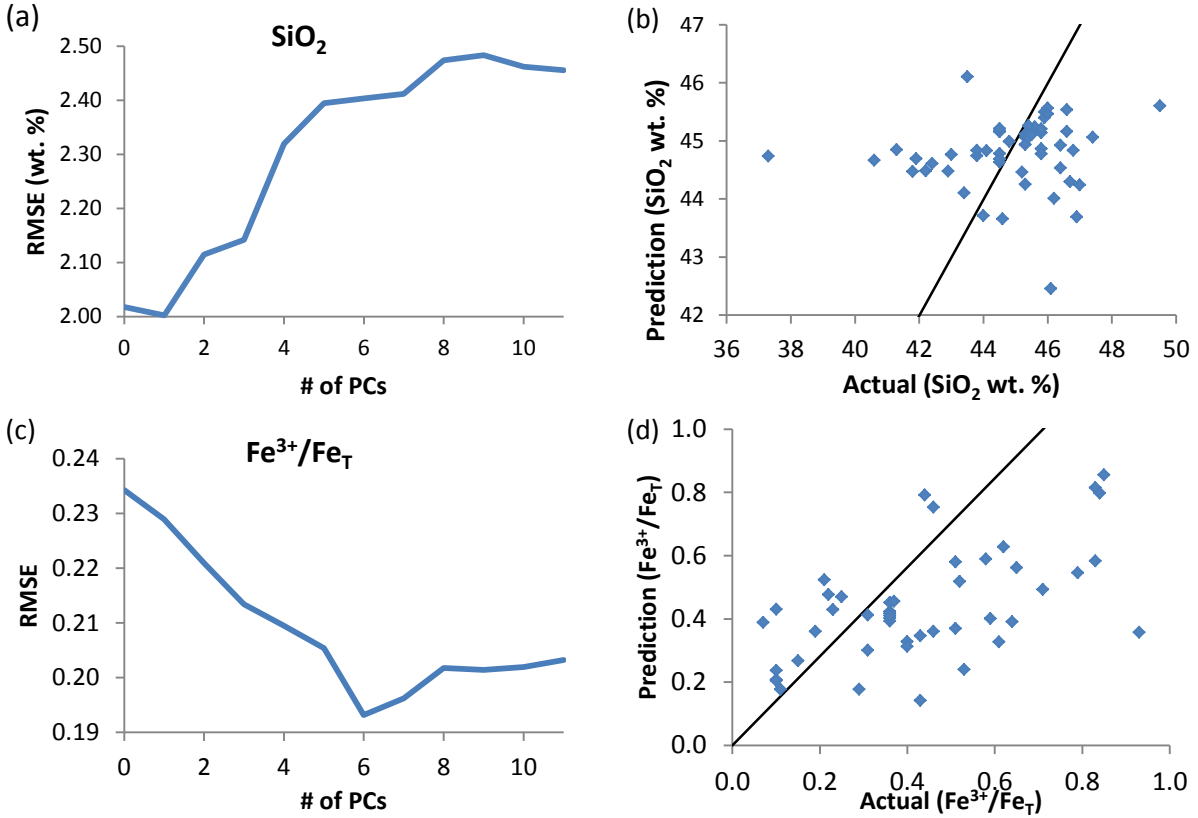 (a)
SiO2
2.50
2.40
2.30
2.20
2.10
2.00
RMSE (wt. %)
0 2 4 6 8 10
# of PCs
(b)
47
46
45
44
43
42
Prediction (SiO2 wt. %)
36 38 40 42 44 46 48 50
Actual (SiO2 wt. %)
(c)
Fe3+/FeT
0.24
0.23
0.22
0.21
0.20
0.19
RMSE
0 2 4 6 8 10
# of PCs
(d)
1.0
0.8
0.6
0.4
0.2
0.0
Prediction (Fe3+/FeT)
0.0 0.2 0.4 0.6 0.8 1.0
Actual (Fe3+/FeT)